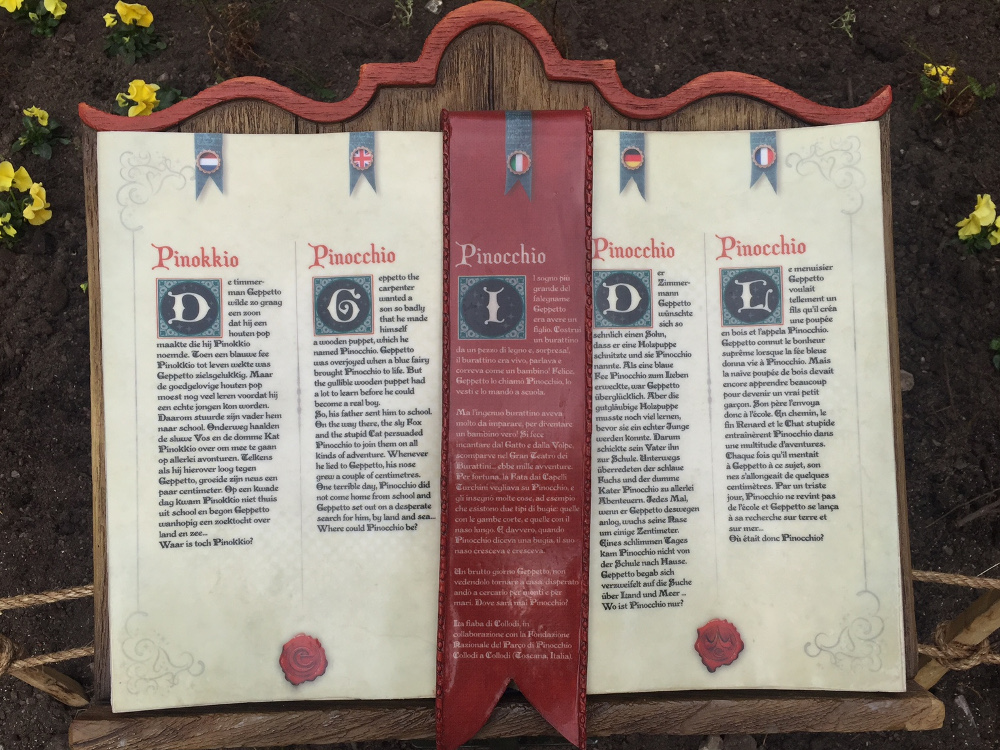 Pinokkio
De timmer-
man Geppetto
wilde zo graag
een zoon
dat hij een
houten pop
maakte die hij Pinokkio
noemde. Toen een blauwe fee
Pinokkio tot leven wekte was
Geppetto zielsgelukkig. Maar
de goedgelovige houten pop
moest nog veel leren voordat hij
een echte jongen kon worden.
Daarom stuurde zijn vader hem
naar school. Onderweg haalden
de sluwe Vos en de domme Kat
Pinokkio over om mee te gaan
op allerlei avonturen. Telkens
als hij hierover loog tegen
Geppetto, groeide zijn neus een
paar centimeter. Op een kwade
dag kwam Pinokkio niet thuis
uit school en begon Geppetto
wanhopig een zoektocht over
land en zee..
Waar is toch Pinokkio?
Pinocchio
Geppetto the
carpenter
wanted a
son so badly
that he made
himself
a wooden puppet, which he
named Pinocchio. Geppetto
was overjoyed when a blue fairy
brought Pinocchio to life. But
the gullible wooden puppet had
a lot to learn before he could
become a real boy.
So, his father sent him to school.
On the way there, the sly Fox
and the stupid Cat persuaded
Pinocchio to join them on all
kinds of adventure. Whenever
he lied to Geppetto, his nose
grew a couple of centimetres.
One terrible day, Pinocchio did
not come home from school and
Geppetto set out on a desperate
search for him, by land and sea...
Where could Pinocchio be?
Pinocchio
Il sogno più
grande del
falegname
Geppetto
era avere un
figlio. Costruì
un burattino
da un pezzo di legno e, sorpresa!,
il burattino era vivo, parlava e
correva come un bambino! Felice,
Geppetto lo chiamò Pinocchio, lo
vestì e lo mandò a scuola.
Ma l'ingenuo burattino aveva
molto da imparare, per diventare
un bambino vero! Si fece
incantare dal Gatto e dalla Volpe,
scomparve nel Gran Teatro dei
Burattini... ebbe mille avventure.
Per fortuna, la Fata dai Capelli
Turchini vegliava su Pinocchio, e
gli insegnò molte cose, ad esempio
che esistono due tipi di bugie: quelle
con le gambe corte, e quelle con il
naso lungo. E davvero, quando
Pinocchio diceva una bugia, il suo
naso cresceva e cresceva.
Un brutto giorno Geppetto, non
vedendolo tornare a casa, disperato
andò a cercarlo per monti e per
mari. Dove sarà mai Pinocchio?
La fiaba di Collodi, in
collaborazione con la Fondazione
Nazionale del Parco di Pinocchio
Collodi a Collodi (Toscana, Italia).
Pinocchio
Der
Zimmer-
mann
Geppetto
wünschte
sich so
sehnlich einen Sohn,
dass er eine Holzpuppe
schnitzte und sie Pinocchio
nannte. Als eine blaue
Fee Pinocchio zum Leben
erweckte, war Geppetto
überglücklich. Aber die
gutgläubige Holzpuppe
musste noch viel lernen,
bevor sie ein echter Junge
werden konnte. Darum
schickte sein Vater ihn
zur Schule. Unterwegs
überredeten der schlaue
Fuchs und der dumme
Kater Pinocchio zu allerlei
Abenteuern. Jedes Mal,
wenn er Geppetto deswegen
anlog, wuchs seine Nase
um einige Zentimeter.
Eines schlimmen Tages
kam Pinocchio nicht von
der Schule nach Hause.
Geppetto begab sich
verzweifelt auf die Suche
über Land und Meer ..
Wo ist Pinocchio nur?
Pinocchio
Le menuisier
Geppetto
voulait
tellement un
fils qu'il créa
une poupée
en bois et l'appela Pinocchio.
Geppetto connut le bonheur
suprême lorsque la fée bleue
donna vie à Pinocchio. Mais
la naïve poupée de bois devait
encore apprendre beaucoup
pour devenir un vrai petit
garçon. Son père l'envoya
donc à l'école. En chemin, le
fin Renard et le Chat stupide
entraînèrent Pinocchio dans
une multitude d'aventures.
Chaque fois qu'il mentait
à Geppetto à ce sujet, son
nez s'allongeait de quelques
centimètres. Par un triste
jour, Pinocchio ne revint pas
de l'école et Geppetto se lança
à sa recherche sur terre et
sur mer..
Où était donc Pinocchio?